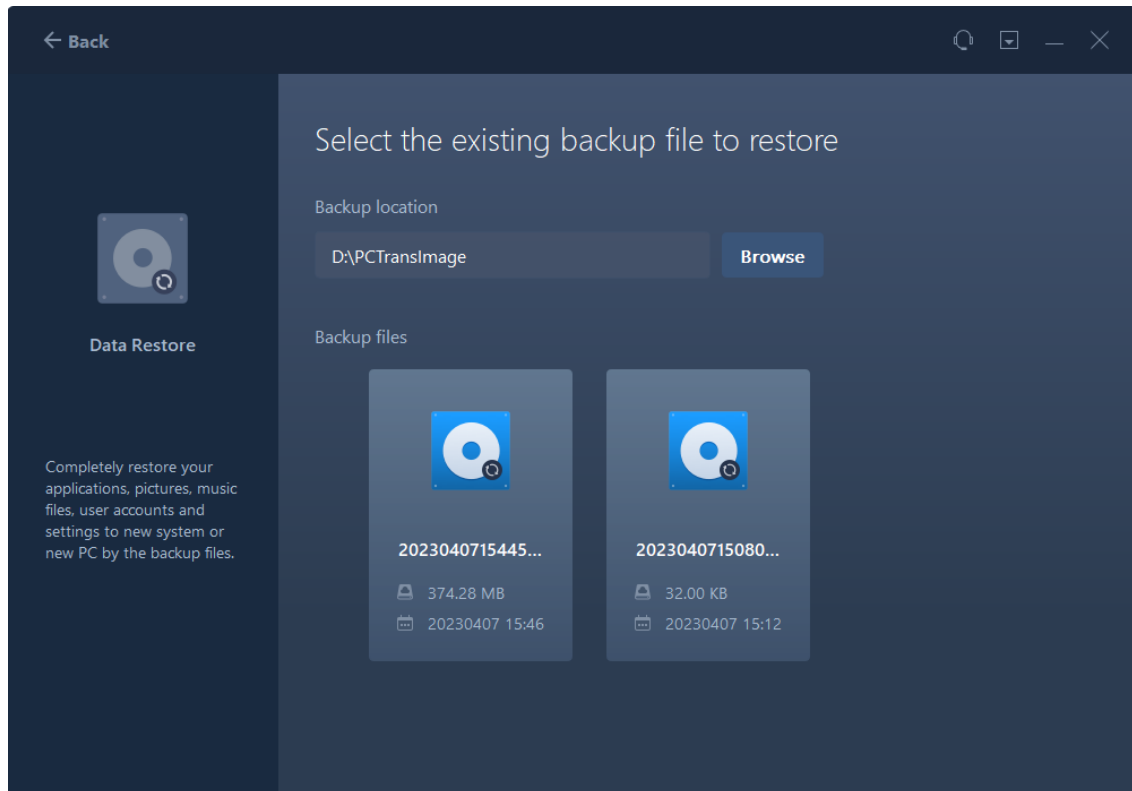 Back
Select the existing backup file to restore
Backup location
D:\PCTransImage
Browse
Data Restore
Completely restore your
applications, pictures, music
files, user accounts and
settings to new system or
new PC by the backup files.
Backup files
2023040715445...
374.28 MB
20230407 15:46
2023040715080...
32.00 KB
20230407 15:12